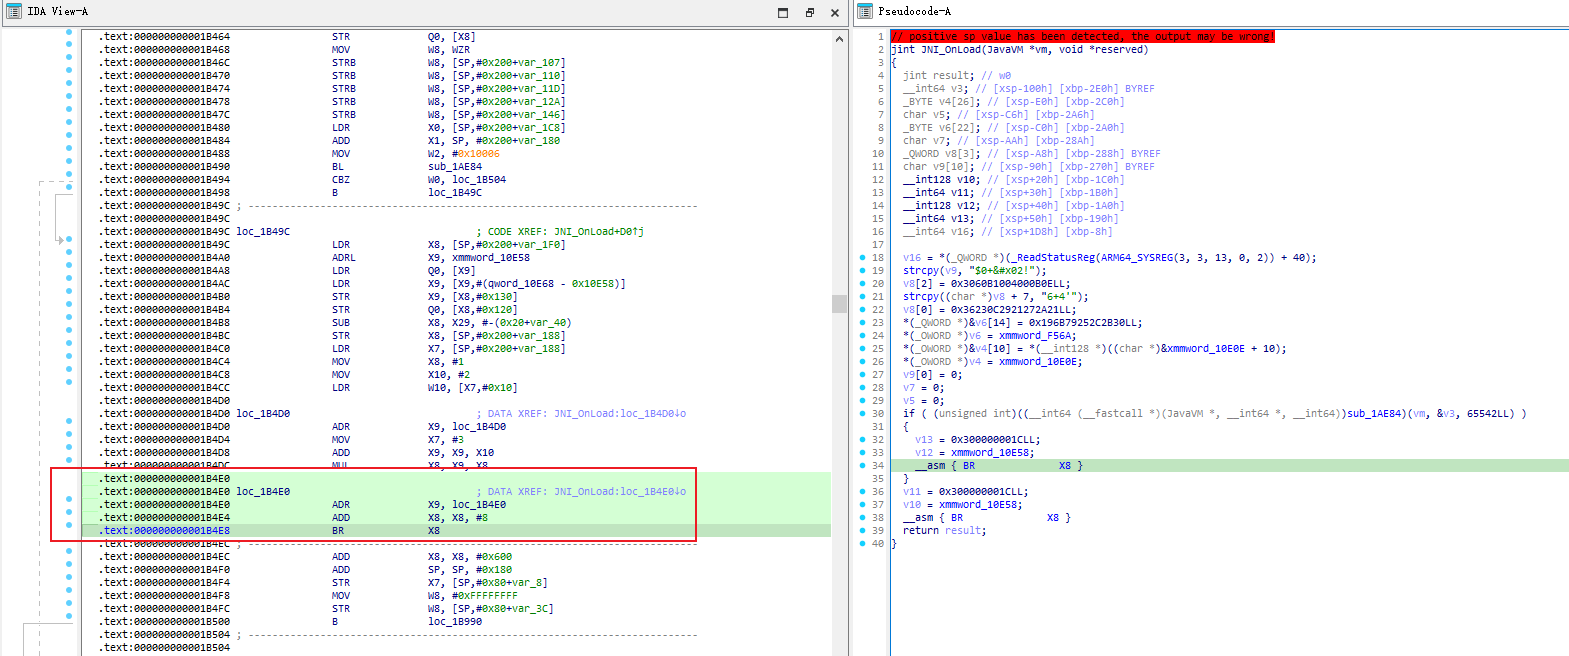 IDA View-A
.text:000000000001B464 STR Q0, [X8]
.text:000000000001B468 MOV W8, WZR
.text:000000000001B46C STRB W8, [SP,#0x200+var_107]
.text:000000000001B470 STRB W8, [SP,#0x200+var_110]
.text:000000000001B474 STRB W8, [SP,#0x200+var_11D]
.text:000000000001B478 STRB W8, [SP,#0x200+var_12A]
.text:000000000001B47C STRB W8, [SP,#0x200+var_146]
.text:000000000001B480 LDR X0, [SP,#0x200+var_1C8]
.text:000000000001B484 ADD X1, SP, #0x200+var_180
.text:000000000001B488 MOV W2, #0x10006
.text:000000000001B490 BL sub_1AE84
.text:000000000001B494 CBZ W0, loc_1B504
.text:000000000001B498 B loc_1B49C
.text:000000000001B49C ; ---------------------------------------------------------------------------
.text:000000000001B49C
.text:000000000001B49C loc_1B49C ; CODE XREF: JNI_OnLoad+D0↑j
.text:000000000001B49C LDR X8, [SP,#0x200+var_1F0]
.text:000000000001B4A0 ADRL X9, xmmword_10E58
.text:000000000001B4A8 LDR Q0, [X9]
.text:000000000001B4AC LDR X9, [X9,#(qword_10E68 - 0x10E58)]
.text:000000000001B4B0 STR X9, [X8,#0x130]
.text:000000000001B4B4 STR Q0, [X8,#0x120]
.text:000000000001B4B8 SUB X8, X29, #-(0x20+var_40)
.text:000000000001B4BC STR X8, [SP,#0x200+var_188]
.text:000000000001B4C0 LDR X7, [SP,#0x200+var_188]
.text:000000000001B4C4 MOV X8, #1
.text:000000000001B4C8 MOV X10, #2
.text:000000000001B4CC LDR W10, [X7,#0x10]
.text:000000000001B4D0
.text:000000000001B4D0 loc_1B4D0 ; DATA XREF: JNI_OnLoad:loc_1B4D0↓o
.text:000000000001B4D0 ADR X9, loc_1B4D0
.text:000000000001B4D4 MOV X7, #3
.text:000000000001B4D8 ADD X9, X9, X10
.text:000000000001B4DC MUL X8, X9, X8
.text:000000000001B4E0
.text:000000000001B4E0 loc_1B4E0 ; DATA XREF: JNI_OnLoad:loc_1B4E0↓o
.text:000000000001B4E0 ADR X9, loc_1B4E0
.text:000000000001B4E4 ADD X8, X8, #8
.text:000000000001B4E8 BR X8
.text:000000000001B4EC ; ---------------------------------------------------------------------------
.text:000000000001B4EC ADD X8, X8, #0x600
.text:000000000001B4F0 ADD SP, SP, #0x180
.text:000000000001B4F4 STR X7, [SP,#0x80+var_8]
.text:000000000001B4F8 MOV W8, #0xFFFFFFFF
.text:000000000001B4FC STR W8, [SP,#0x80+var_3C]
.text:000000000001B500 B loc_1B990
.text:000000000001B504 ; ---------------------------------------------------------------------------
.text:000000000001B504
Pseudocode-A
1 // positive sp value has been detected, the output may be wrong!
2 jint JNI_OnLoad(JavaVM *vm, void *reserved)
3 {
4 jint result; // w0
5 __int64 v3; // [xsp-100h] [xbp-2E0h] BYREF
6 _BYTE v4[26]; // [xsp-E0h] [xbp-2C0h]
7 char v5; // [xsp-C6h] [xbp-2A6h]
8 _BYTE v6[22]; // [xsp-C0h] [xbp-2A0h]
9 char v7; // [xsp-AAh] [xbp-28Ah]
10 _QWORD v8[3]; // [xsp-A8h] [xbp-288h] BYREF
11 char v9[10]; // [xsp-90h] [xbp-270h] BYREF
12 __int128 v10; // [xsp+20h] [xbp-1C0h]
13 __int64 v11; // [xsp+30h] [xbp-1B0h]
14 __int128 v12; // [xsp+40h] [xbp-1A0h]
15 __int64 v13; // [xsp+50h] [xbp-190h]
16 __int64 v16; // [xsp+1D8h] [xbp-8h]
17
18 v16 = *(_QWORD *)(_ReadStatusReg(ARM64_SYSREG(3, 3, 13, 0, 2)) + 40);
19 strcpy(v9, "$0+&#x02!");
20 v8[2] = 0x3060B1004000B0ELL;
21 strcpy((char *)v8 + 7, "6+4'");
22 v8[0] = 0x36230C2921272A21LL;
23 *(_QWORD *)&v6[14] = 0x196B79252C2B30LL;
24 *(_OWORD *)v6 = xmmword_F56A;
25 *(_OWORD *)&v4[10] = *(__int128 *)((char *)&xmmword_10E0E + 10);
26 *(_OWORD *)v4 = xmmword_10E0E;
27 v9[0] = 0;
28 v7 = 0;
29 v5 = 0;
30 if ( (unsigned int)((__int64 (__fastcall *)(JavaVM *, __int64 *, __int64))sub_1AE84)(vm, &v3, 65542LL) )
31 {
32 v13 = 0x300000001CLL;
33 v12 = xmmword_10E58;
34 __asm { BR X8 }
35 }
36 v11 = 0x300000001CLL;
37 v10 = xmmword_10E58;
38 __asm { BR X8 }
39 return result;
40 }